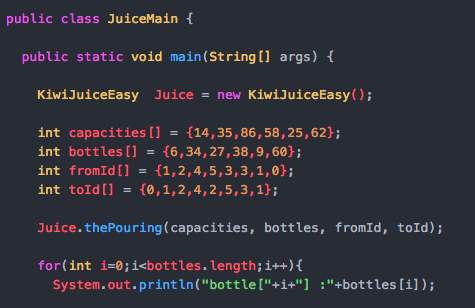 public class JuiceMain {
public static void main(String[] args) {
KiwiJuiceEasy  Juice = new KiwiJuiceEasy();
int capacities[] = {14,35,86,58,25,62};
int bottles[] = {6,34,27,38,9,60};
int fromId[] = {1,2,4,5,3,3,1,0};
int toId[] = {0,1,2,4,2,5,3,1};
Juice.thePouring(capacities, bottles, fromId, toId);
for(int i=0;i<bottles.length;i++){
System.out.println("bottle["+i+"] :"+bottles[i]);